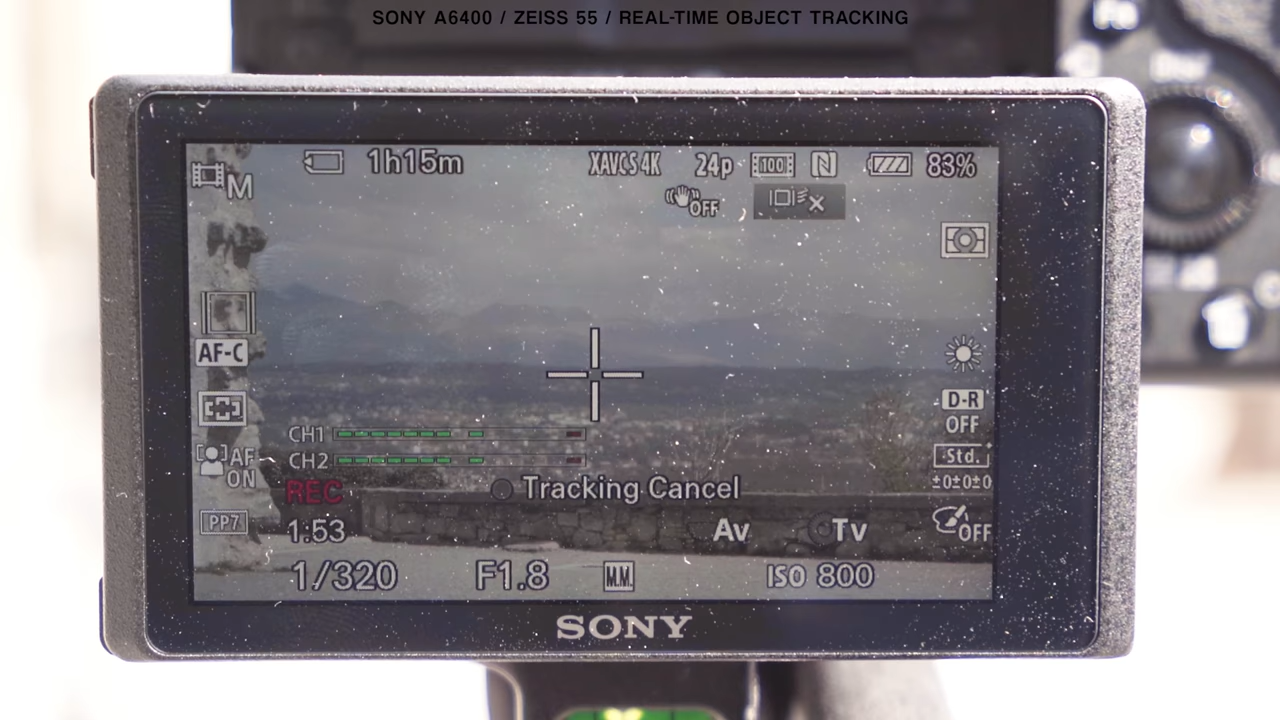 SONY A6400 / ZEISS 55 / REAL-TIME OBJECT TRACKING
Fn
1h15m XAVC S 4K 24p 100 N 83%
M
OFF
AF-C
D-R
OFF
CH1
CH2
AF
ON
Std.
±0±0±0
REC
Tracking Cancel
PP7
1:53
Av Tv
OFF
1/320 F1.8 M.M. ISO 800
SONY